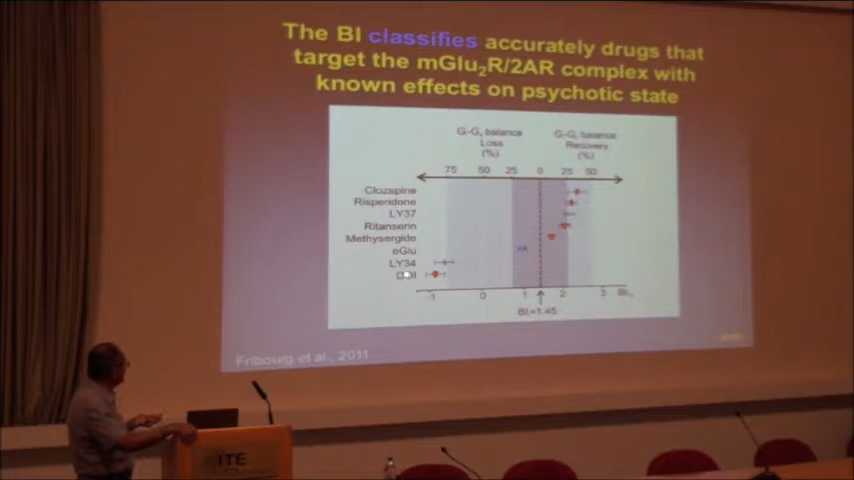 The BI classifies accurately drugs that
target the mGlu₂R/2AR complex with
known effects on psychotic state
Gᵢ-Gq balance Gᵢ-Gq balance
Loss Recovery
(%) (%)
75 50 25 0 25 50
Clozapine
Risperidone
LY37
Ritanserin
Methysergide
eGlu
LY34
DOI
-1 0 1 2 3
=1.45
Fribourg et al., 2011
ITE